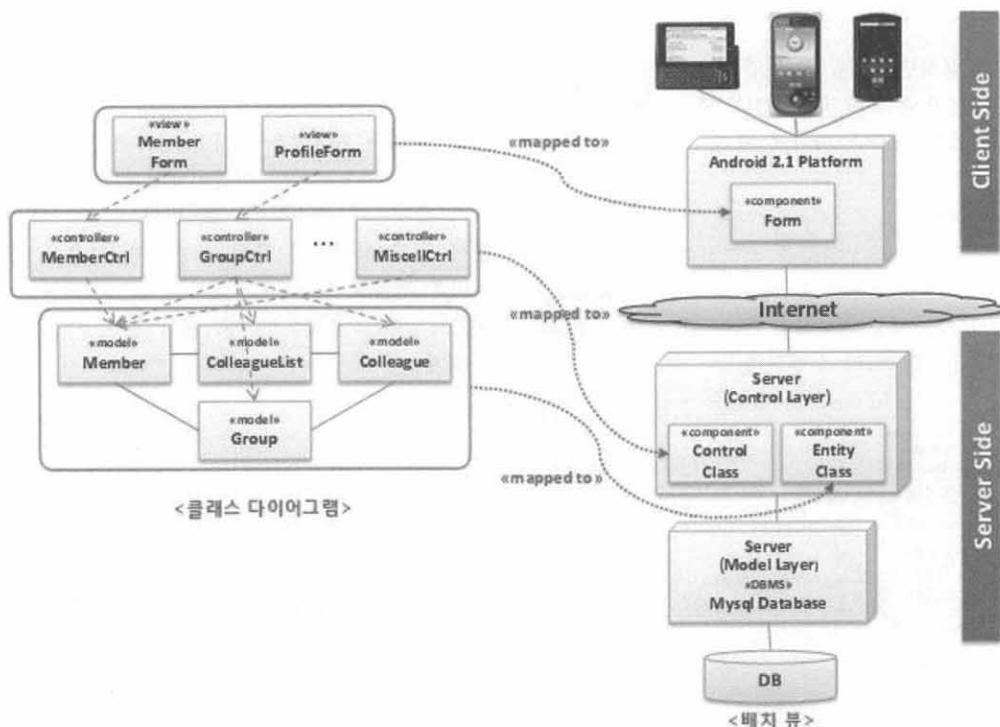 «view»
Member
Form
«view»
ProfileForm
«controller»
MemberCtrl
«controller»
GroupCtrl
...
«controller»
MiscellCtrl
«model»
Member
«model»
ColleagueList
«model»
Colleague
«model»
Group
<클래스 다이어그램>
«mapped to»
«mapped to»
«mapped to»
Android 2.1 Platform
«component»
Form
Internet
Server
(Control Layer)
«component»
Control
Class
«component»
Entity
Class
Server
(Model Layer)
«DBMS»
Mysql Database
DB
<배치 뷰>
Client Side
Server Side